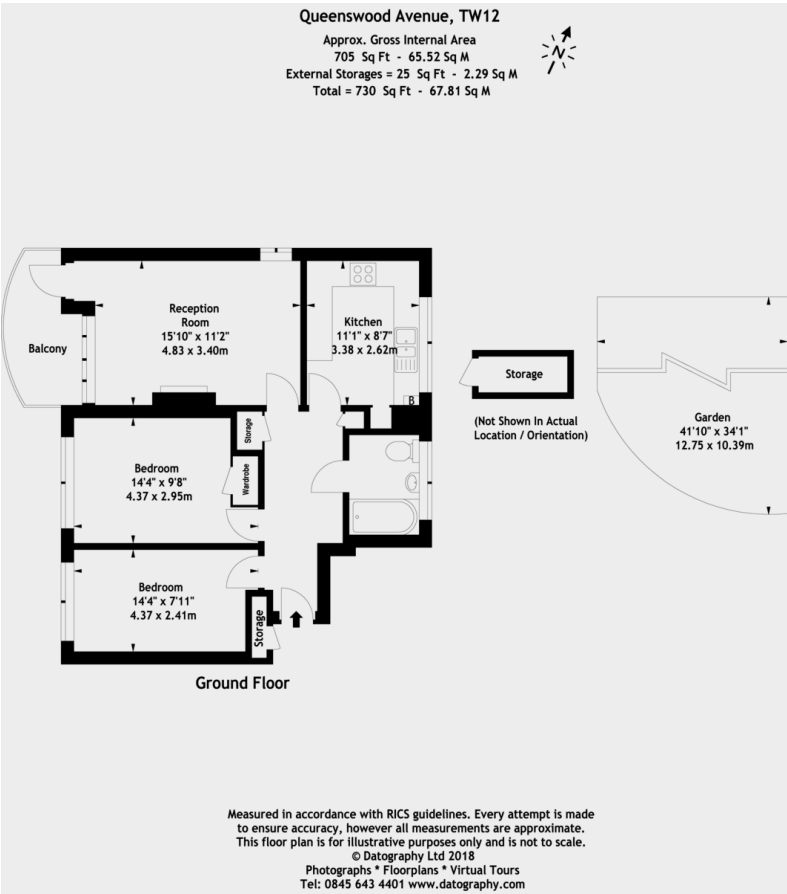 Queenswood Avenue, TW12
Approx. Gross Internal Area
705 Sq Ft - 65.52 Sq M
External Storages = 25 Sq Ft - 2.29 Sq M
Total = 730 Sq Ft - 67.81 Sq M
N
Reception
Room
15'10" x 11'2"
4.83 x 3.40m
Kitchen
11'1" x 8'7"
3.38 x 2.62m
Balcony
B
Storage
(Not Shown In Actual
Location / Orientation)
Garden
41'10" x 34'1"
12.75 x 10.39m
Storage
Wardrobe
Bedroom
14'4" x 9'8"
4.37 x 2.95m
Bedroom
14'4" x 7'11"
4.37 x 2.41m
Storage
Ground Floor
Measured in accordance with RICS guidelines. Every attempt is made
to ensure accuracy, however all measurements are approximate.
This floor plan is for illustrative purposes only and is not to scale.
© Datography Ltd 2018
Photographs * Floorplans * Virtual Tours
Tel: 0845 643 4401 www.datography.com